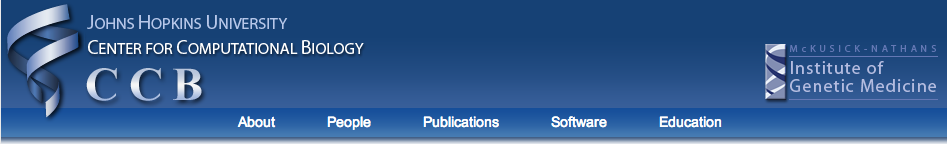 JOHNS HOPKINS UNIVERSITY
CENTER FOR COMPUTATIONAL BIOLOGY
CCB
MCKUSICK-NATHANS
Institute of
Genetic Medicine
About People Publications Software Education